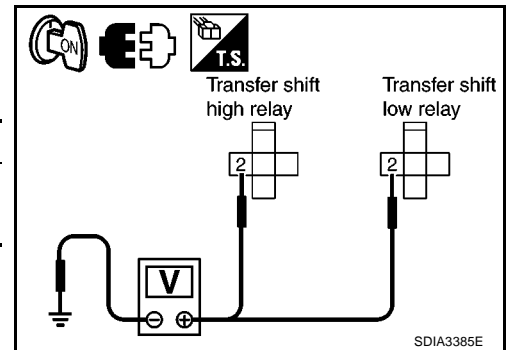 ON
T.S.
Transfer shift
high relay
Transfer shift
low relay
2
2
V
SDIA3385E